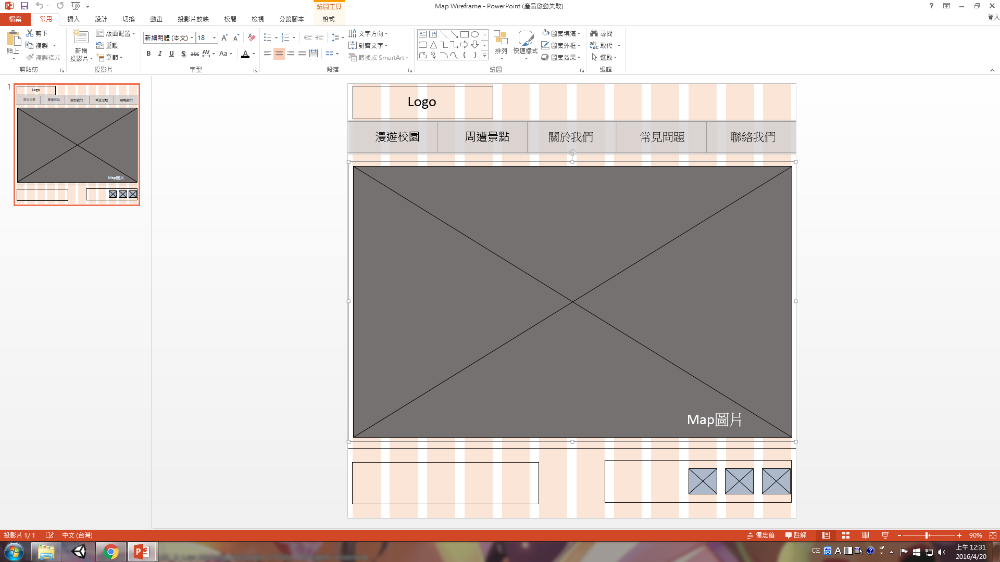 Map Wireframe - PowerPoint (產品啟動失敗)
繪圖工具
檔案 常用 插入 設計 切換 動畫 投影片放映 校閱 檢視 分鏡腳本 格式
登入
貼上
剪下
複製
複製格式
剪貼簿
新增
投影片
版面配置
重設
章節
投影片
新細明體 (本文) 18
B I U S abc AV Aa A
字型
文字方向
對齊文字
轉換成 SmartArt
段落
排列
快速樣式
圖案填滿
圖案外框
圖案效果
繪圖
尋找
取代
選取
編輯
1
Logo
漫遊校園 周遭景點 關於我們 常見問題 聯絡我們
Map圖片
Logo
漫遊校園 周遭景點 關於我們 常見問題 聯絡我們
Map圖片
投影片 1/ 1 中文 (台灣)
備忘稿 註解 90%
CH
上午 12:31
2016/4/20